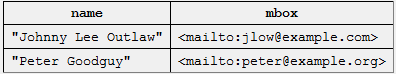 name mbox
"Johnny Lee Outlaw" <mailto:jlow@example.com>
"Peter Goodguy" <mailto:peter@example.org>